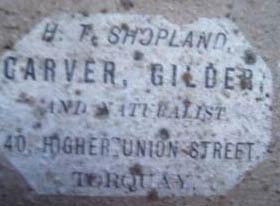 H. T. SHOPLAND,
CARVER, GILDER,
AND NATURALIST
40, HIGHER UNION STREET,
TORQUAY.